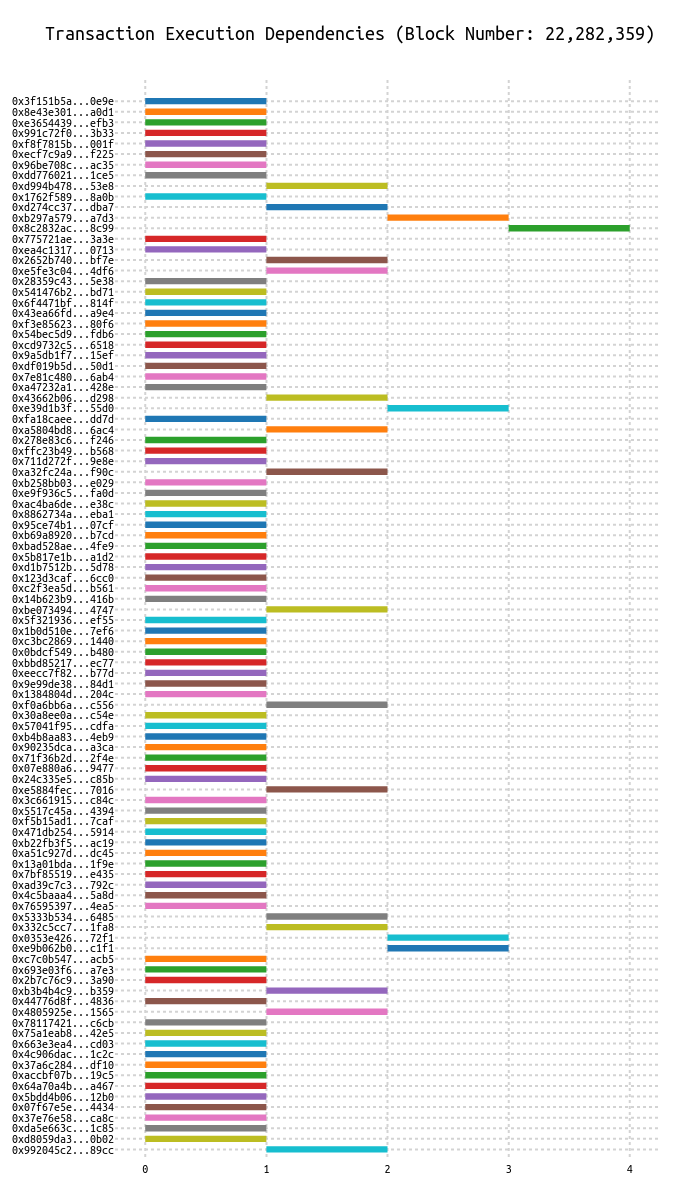 Transaction Execution Dependencies (Block Number: 22,282,359)
0x3f151b5a...0e9e
0x8e43e301...a0d1
0xe3654439...efb3
0x991c72f0...3b33
0xf8f7815b...001f
0xecf7c9a9...f225
0x96be708c...ac35
0xdd776021...1ce5
0xd994b478...53e8
0x1762f589...8a0b
0xd274cc37...dba7
0xb297a579...a7d3
0x8c2832ac...8c99
0x775721ae...3a3e
0xea4c1317...0713
0x2652b740...bf7e
0xe5fe3c04...4df6
0x28359c43...5e38
0x541476b2...bd71
0x6f4471bf...814f
0x43ea66fd...a9e4
0xf3e85623...80f6
0x54bec5d9...fdb6
0xcd9732c5...6518
0x9a5db1f7...15ef
0xdf019b5d...50d1
0x7e81c480...6ab4
0xa47232a1...428e
0x43662b06...d298
0xe39d1b3f...55d0
0xfa18caee...dd7d
0xa5804bd8...6ac4
0x278e83c6...f246
0xffc23b49...b568
0x711d272f...9e8e
0xa32fc24a...f90c
0xb258bb03...e029
0xe9f936c5...fa0d
0xac4ba6de...e38c
0x8862734a...eba1
0x95ce74b1...07cf
0xb69a8920...b7cd
0xbad528ae...4fe9
0x5b817e1b...a1d2
0xd1b7512b...5d78
0x123d3caf...6cc0
0xc2f3ea5d...b561
0x14b623b9...416b
0xbe073494...4747
0x5f321936...ef55
0x1b0d510e...7ef6
0xc3bc2869...1440
0x0bdcf549...b480
0xbbd85217...ec77
0xeecc7f82...b77d
0x9e99de38...84d1
0x1384804d...204c
0xf0a6bb6a...c556
0x30a8ee0a...c54e
0x57041f95...cdfa
0xb4b8aa83...4eb9
0x90235dca...a3ca
0x71f36b2d...2f4e
0x07e880a6...9477
0x24c335e5...c85b
0xe5884fec...7016
0x3c661915...c84c
0x5517c45a...4394
0xf5b15ad1...7caf
0x471db254...5914
0xb22fb3f5...ac19
0xa51c927d...dc45
0x13a01bda...1f9e
0x7bf85519...e435
0xad39c7c3...792c
0x4c5baaa4...5a8d
0x76595397...4ea5
0x5333b534...6485
0x332c5cc7...1fa8
0x0353e426...72f1
0xe9b062b0...c1f1
0xc7c0b547...acb5
0x693e03f6...a7e3
0x2b7c76c9...3a90
0xb3b4b4c9...b359
0x44776d8f...4836
0x4805925e...1565
0x78117421...c6cb
0x75a1eab8...42e5
0x663e3ea4...cd03
0x4c906dac...1c2c
0x37a6c284...df10
0xaccbf07b...19c5
0x64a70a4b...a467
0x5bdd4b06...12b0
0x07f67e5e...4434
0x37e76e58...ca8c
0xda5e663c...1c85
0xd8059da3...0b02
0x992045c2...89cc
0 1 2 3 4